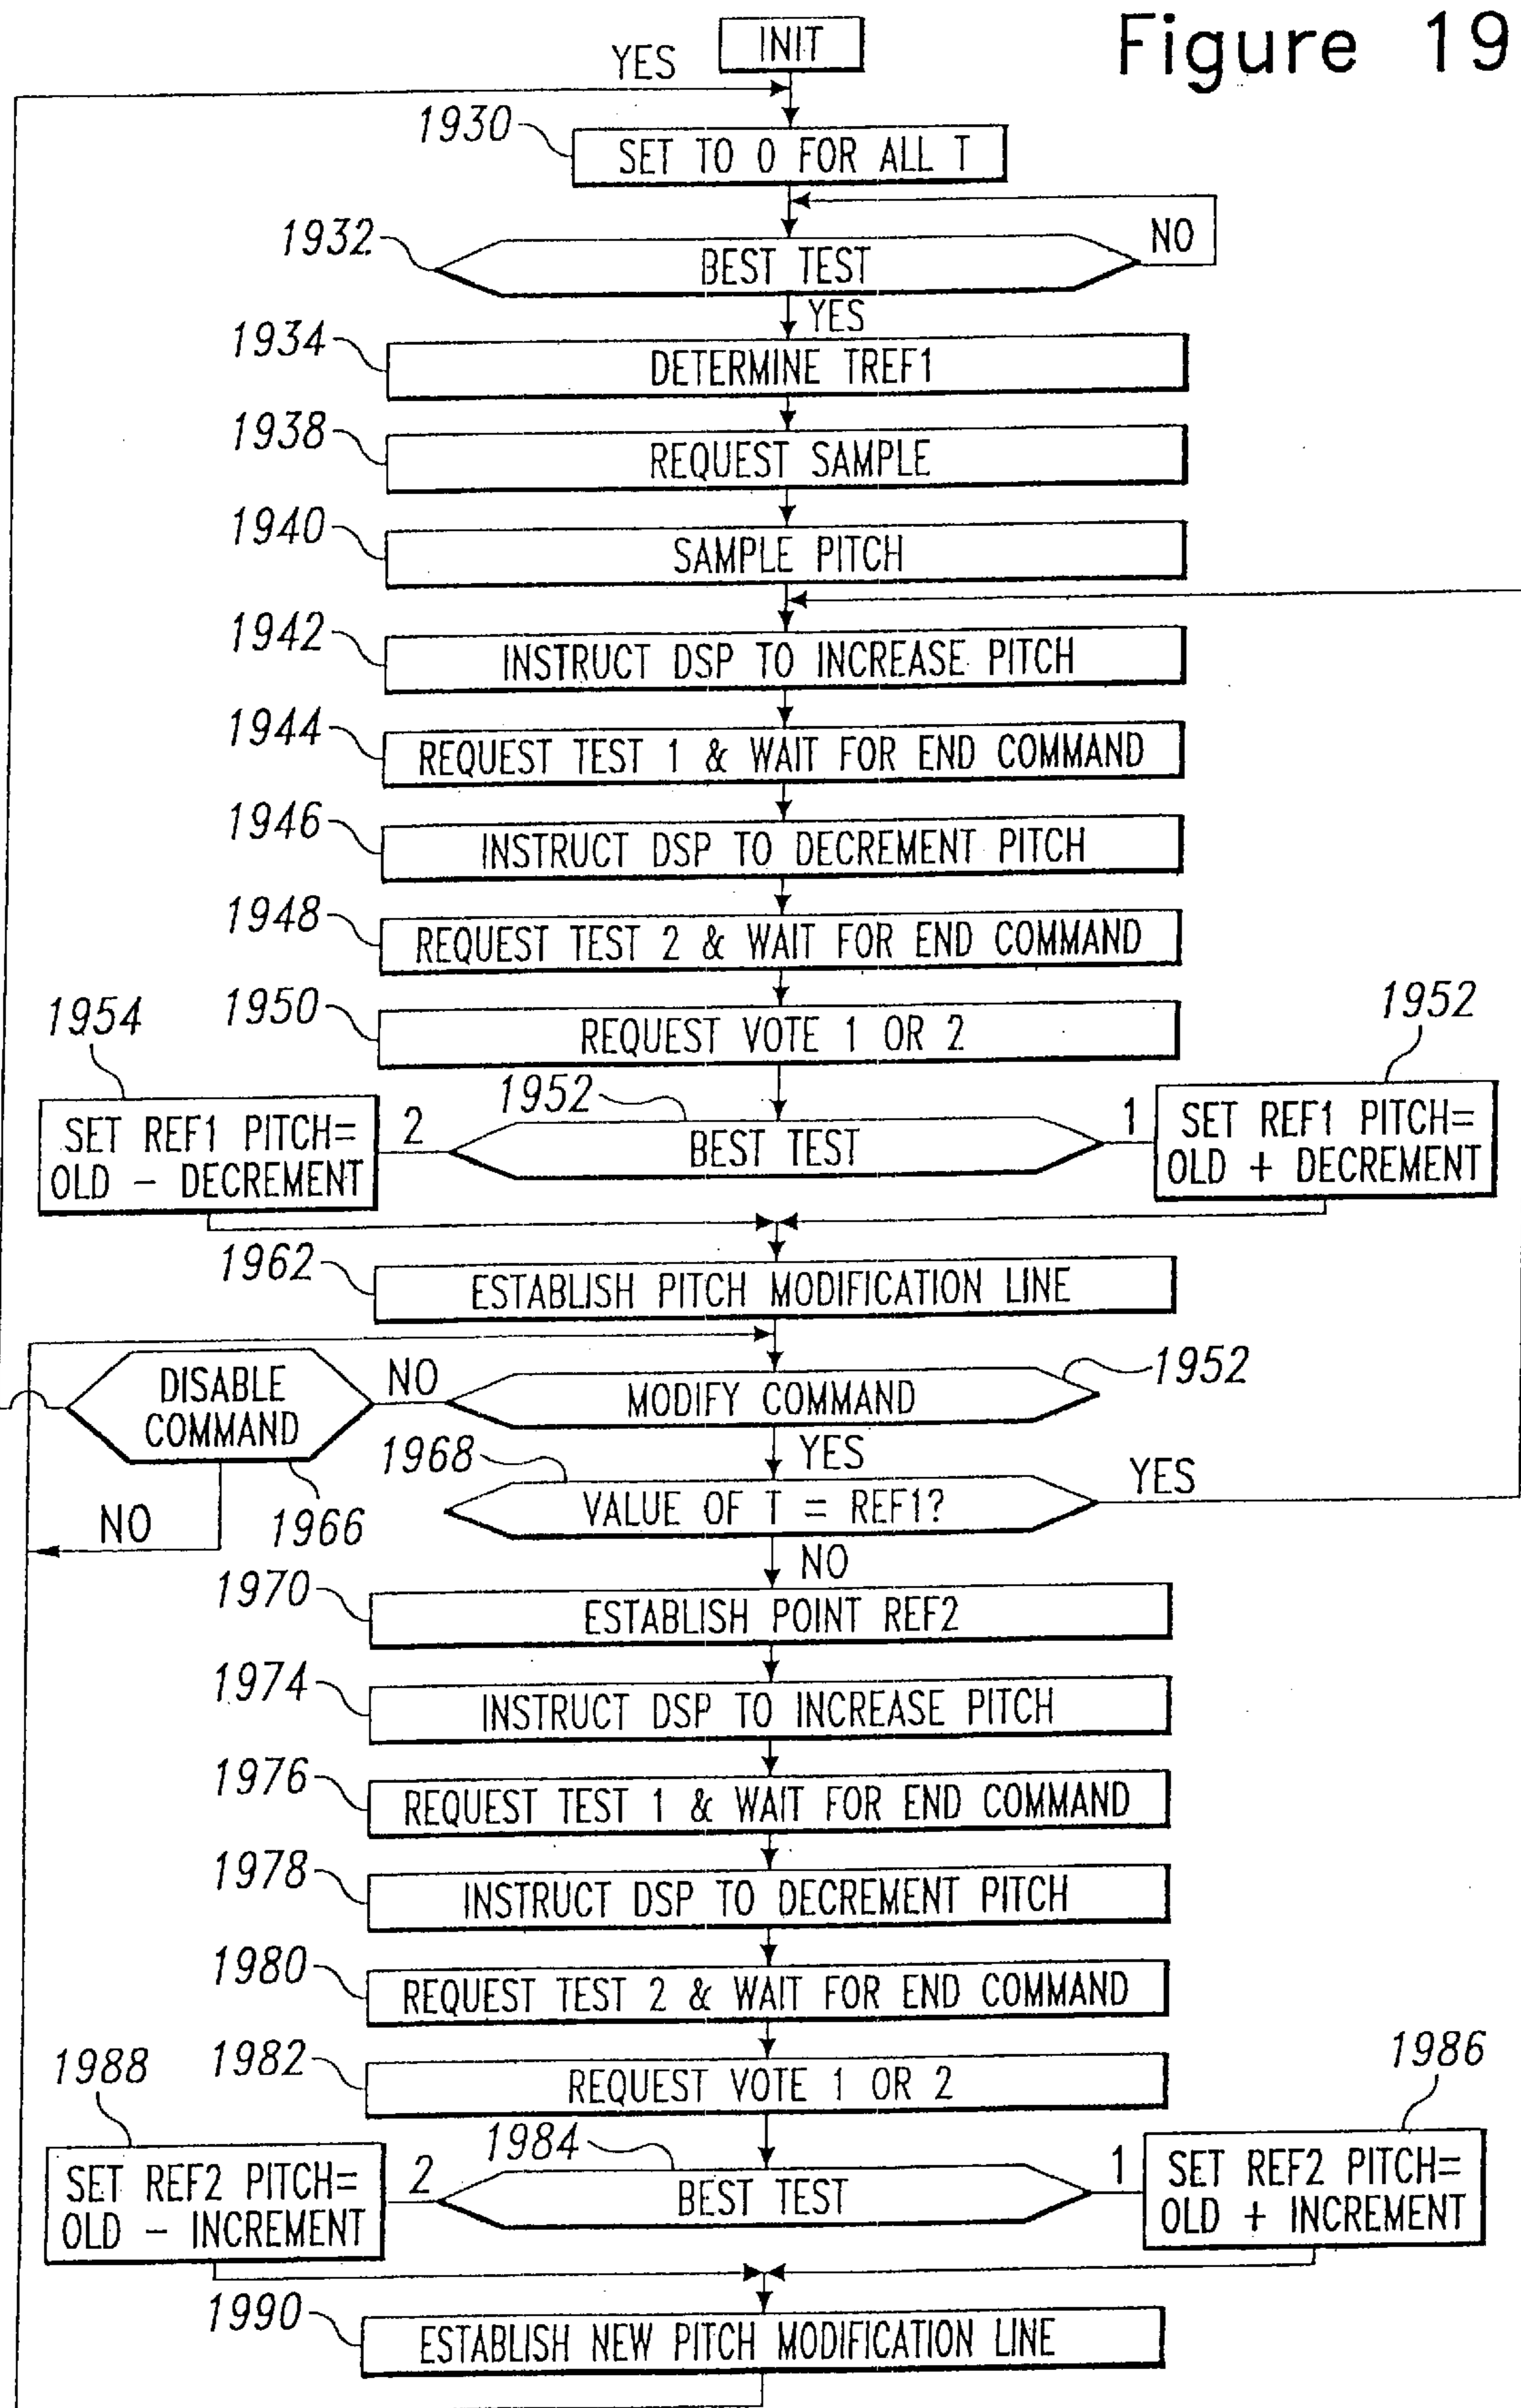 Figure 19
INIT
YES
1930
SET TO 0 FOR ALL T
1932
BEST TEST
NO
YES
1934
DETERMINE TREF1
1938
REQUEST SAMPLE
1940
SAMPLE PITCH
1942
INSTRUCT DSP TO INCREASE PITCH
1944
REQUEST TEST 1 & WAIT FOR END COMMAND
1946
INSTRUCT DSP TO DECREMENT PITCH
1948
REQUEST TEST 2 & WAIT FOR END COMMAND
1950
REQUEST VOTE 1 OR 2
1954
SET REF1 PITCH=
OLD - DECREMENT
2
1952
BEST TEST
1
1952
SET REF1 PITCH=
OLD + DECREMENT
1962
ESTABLISH PITCH MODIFICATION LINE
DISABLE
COMMAND
NO
MODIFY COMMAND
1952
NO
1966
YES
1968
VALUE OF T = REF1?
YES
NO
1970
ESTABLISH POINT REF2
1974
INSTRUCT DSP TO INCREASE PITCH
1976
REQUEST TEST 1 & WAIT FOR END COMMAND
1978
INSTRUCT DSP TO DECREMENT PITCH
1980
REQUEST TEST 2 & WAIT FOR END COMMAND
1982
REQUEST VOTE 1 OR 2
1988
SET REF2 PITCH=
OLD - INCREMENT
2
1984
BEST TEST
1
1986
SET REF2 PITCH=
OLD + INCREMENT
1990
ESTABLISH NEW PITCH MODIFICATION LINE